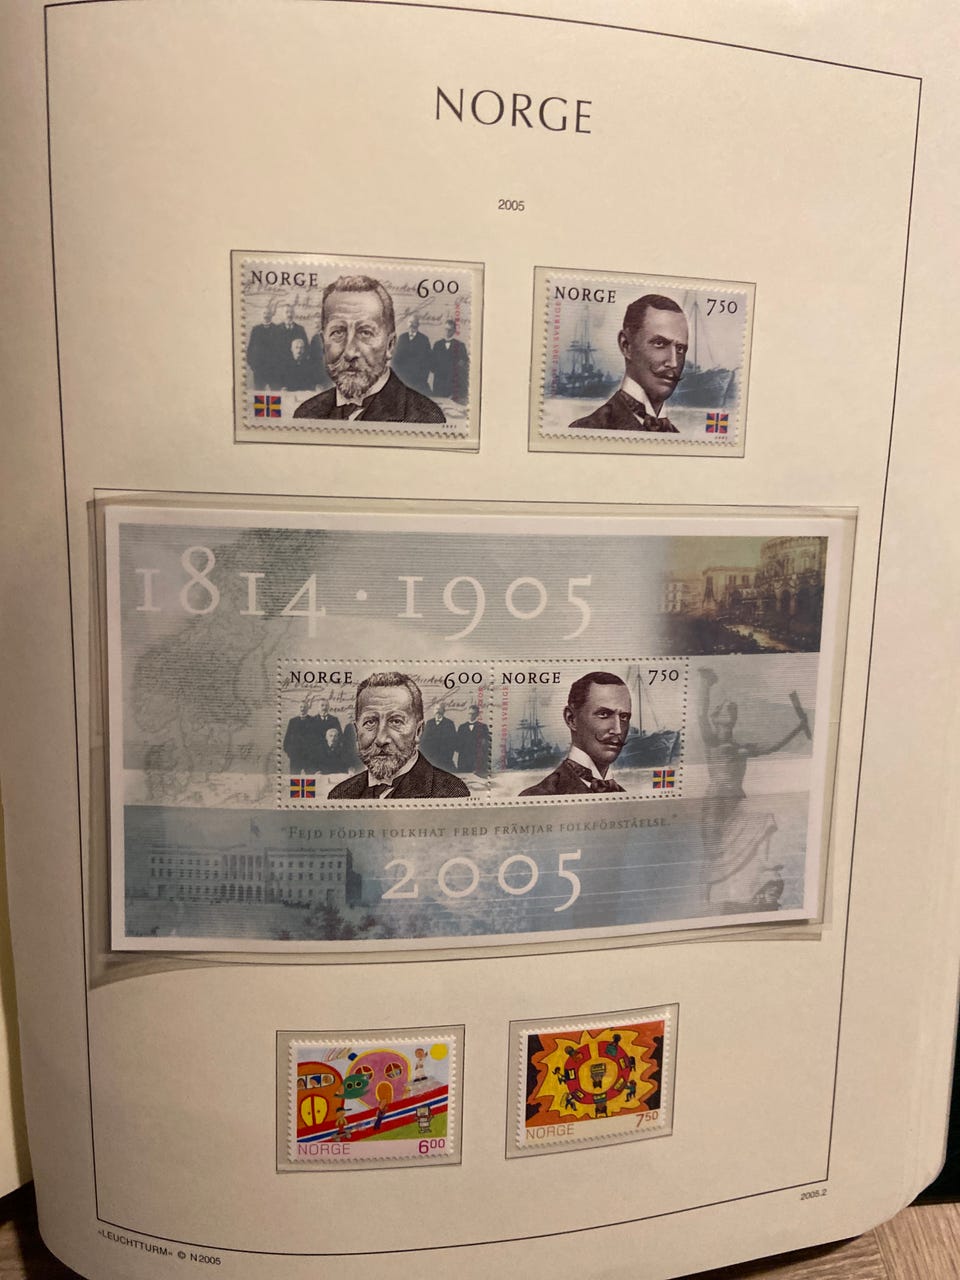 NORGE
2005
NORGE 6.00
NORGE 7.50
1814 · 1905
NORGE 6.00
NORGE 7.50
"FEJD FÖDER FOLKHAT FRED FRÄMJAR FOLKFÖRSTÅELSE."
2005
NORGE 6.00
NORGE 7.50
2005.2
»LEUCHTTURM« © N 2005